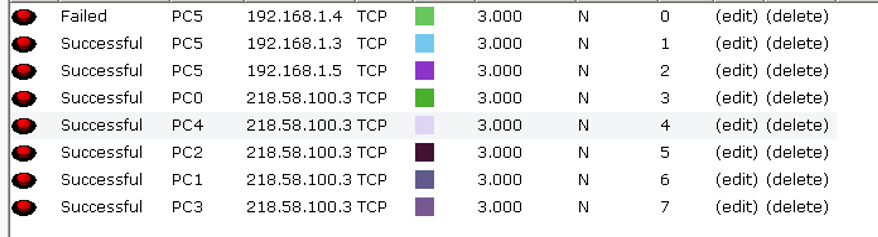 Failed PC5 192.168.1.4 TCP 3.000 N 0 (edit) (delete)
Successful PC5 192.168.1.3 TCP 3.000 N 1 (edit) (delete)
Successful PC5 192.168.1.5 TCP 3.000 N 2 (edit) (delete)
Successful PC0 218.58.100.3 TCP 3.000 N 3 (edit) (delete)
Successful PC4 218.58.100.3 TCP 3.000 N 4 (edit) (delete)
Successful PC2 218.58.100.3 TCP 3.000 N 5 (edit) (delete)
Successful PC1 218.58.100.3 TCP 3.000 N 6 (edit) (delete)
Successful PC3 218.58.100.3 TCP 3.000 N 7 (edit) (delete)